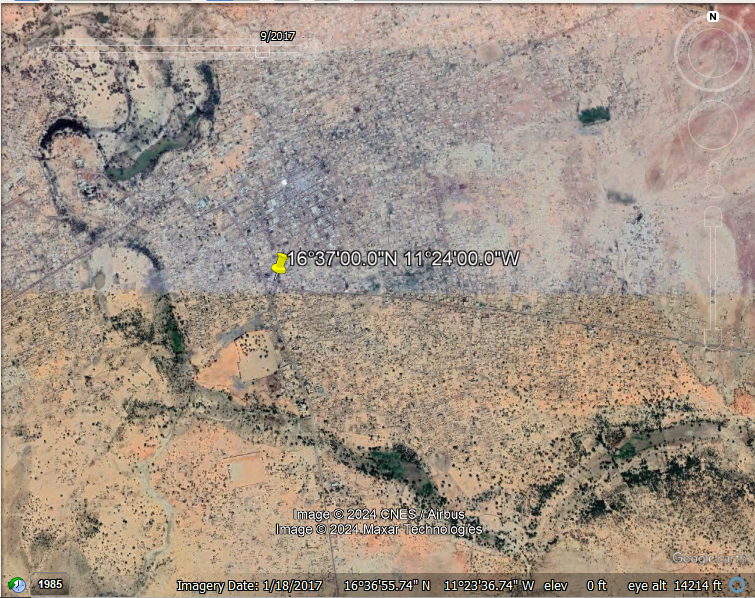 N
9/2017
16°37'00.0"N 11°24'00.0"W
Image © 2024 CNES / Airbus
Image © 2024 Maxar Technologies
Google Earth
1985
Imagery Date: 1/18/2017 16°36'55.74" N 11°23'36.74" W elev 0 ft eye alt 14214 ft